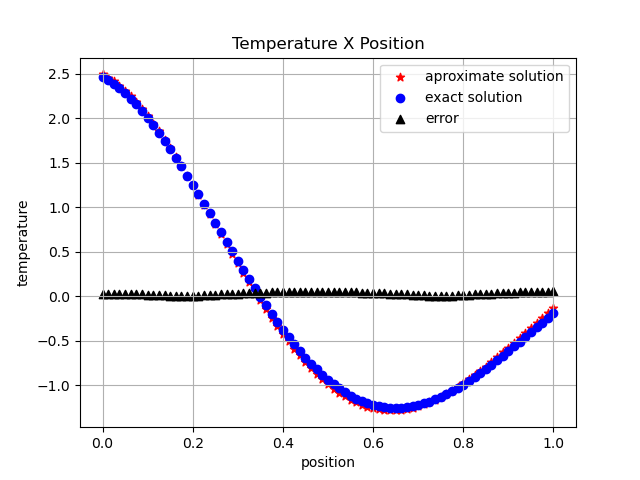 Temperature X Position
aproximate solution
exact solution
error
temperature
2.5
2.0
1.5
1.0
0.5
0.0
−0.5
−1.0
0.0 0.2 0.4 0.6 0.8 1.0
position